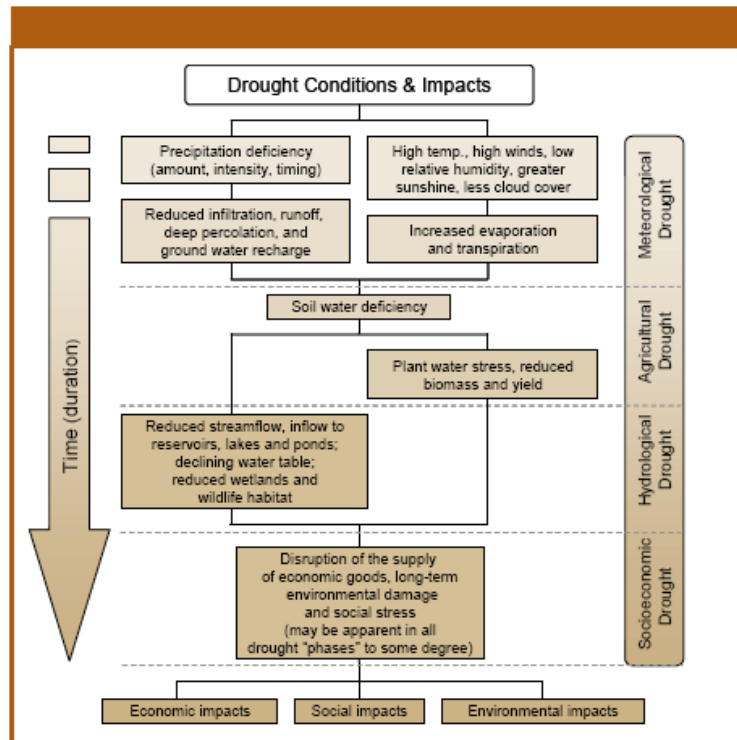 Drought Conditions & Impacts
Precipitation deficiency
(amount, intensity, timing)
High temp., high winds, low
relative humidity, greater
sunshine, less cloud cover
Reduced infiltration, runoff,
deep percolation, and
ground water recharge
Increased evaporation
and transpiration
Meteorological
Drought
Soil water deficiency
Plant water stress, reduced
biomass and yield
Agricultural
Drought
Time (duration)
Reduced streamflow, inflow to
reservoirs, lakes and ponds;
declining water table;
reduced wetlands and
wildlife habitat
Hydrological
Drought
Disruption of the supply
of economic goods, long-term
environmental damage
and social stress
(may be apparent in all
drought “phases” to some degree)
Socioeconomic
Drought
Economic impacts
Social impacts
Environmental impacts